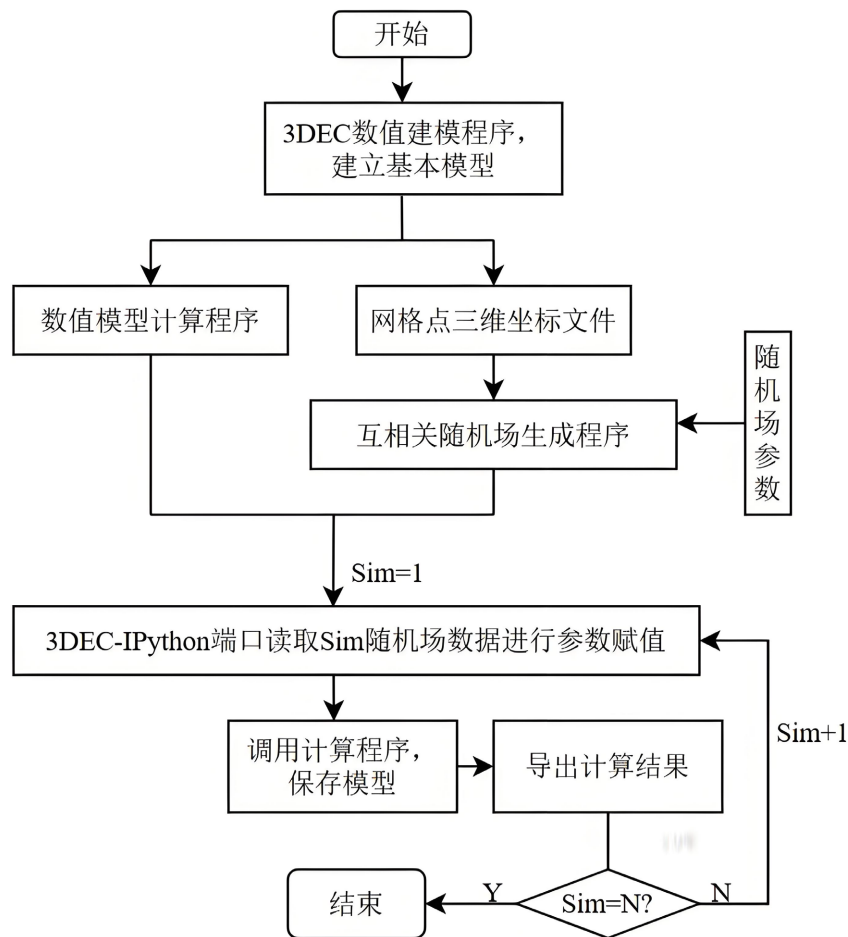 开始
3DEC数值建模程序，
建立基本模型
数值模型计算程序
网格点三维坐标文件
随机场参数
互相关随机场生成程序
Sim=1
3DEC-IPython端口读取Sim随机场数据进行参数赋值
Sim+1
调用计算程序，
保存模型
导出计算结果
结束
Y
Sim=N?
N